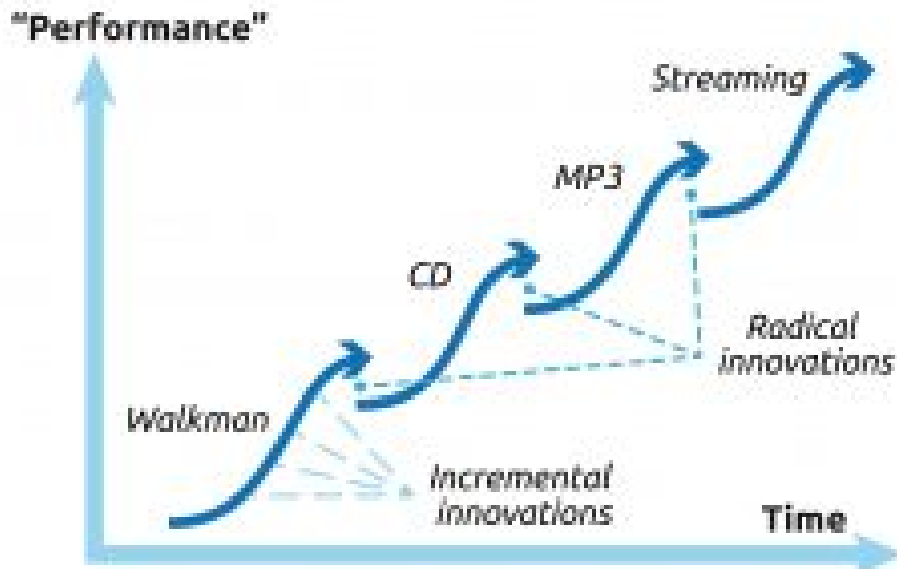 “Performance”
Streaming
MP3
CD
Radical
innovations
Walkman
Incremental
innovations
Time